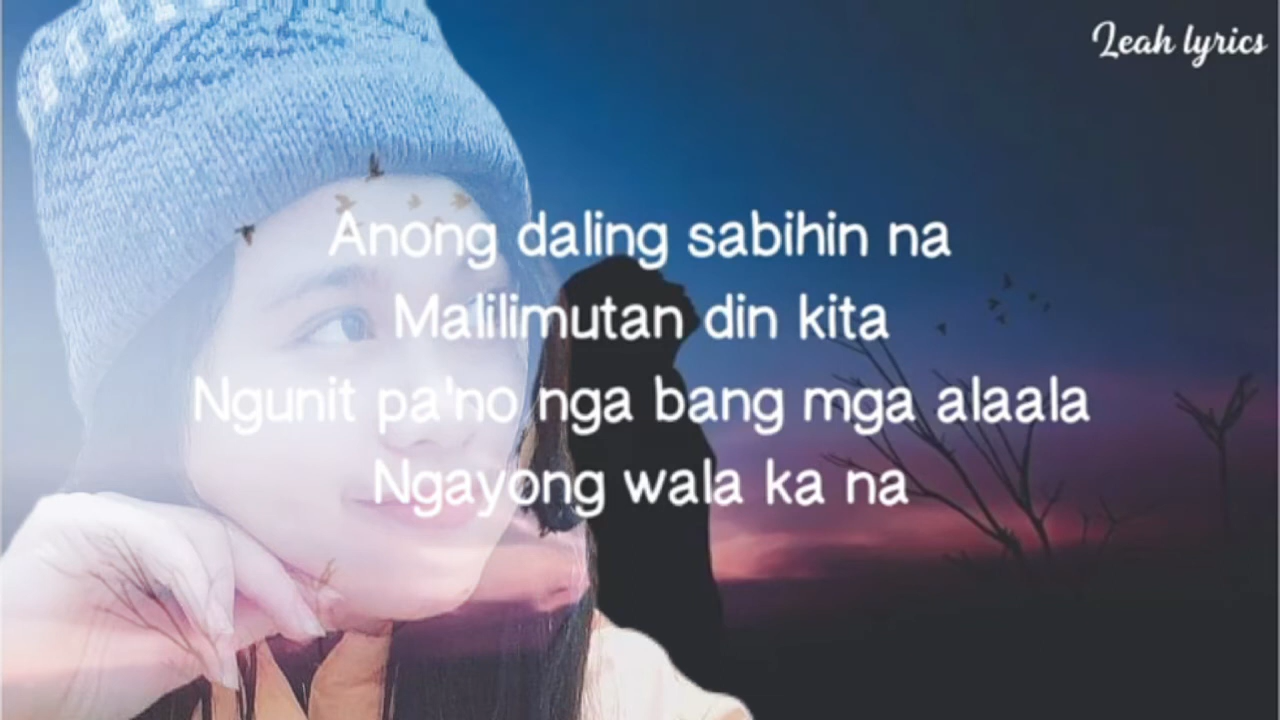 Leah lyrics
Anong daling sabihin na
Malilimutan din kita
Ngunit pa'no nga bang mga alaala
Ngayong wala ka na